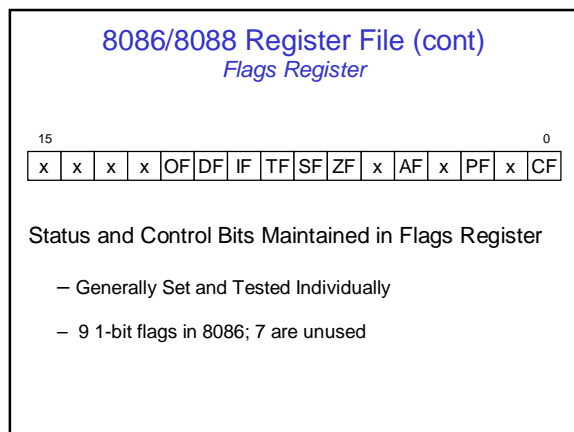 8086/8088 Register File (cont)
Flags Register
15 0
x x x x OF DF IF TF SF ZF x AF x PF x CF
Status and Control Bits Maintained in Flags Register
– Generally Set and Tested Individually
– 9 1-bit flags in 8086; 7 are unused